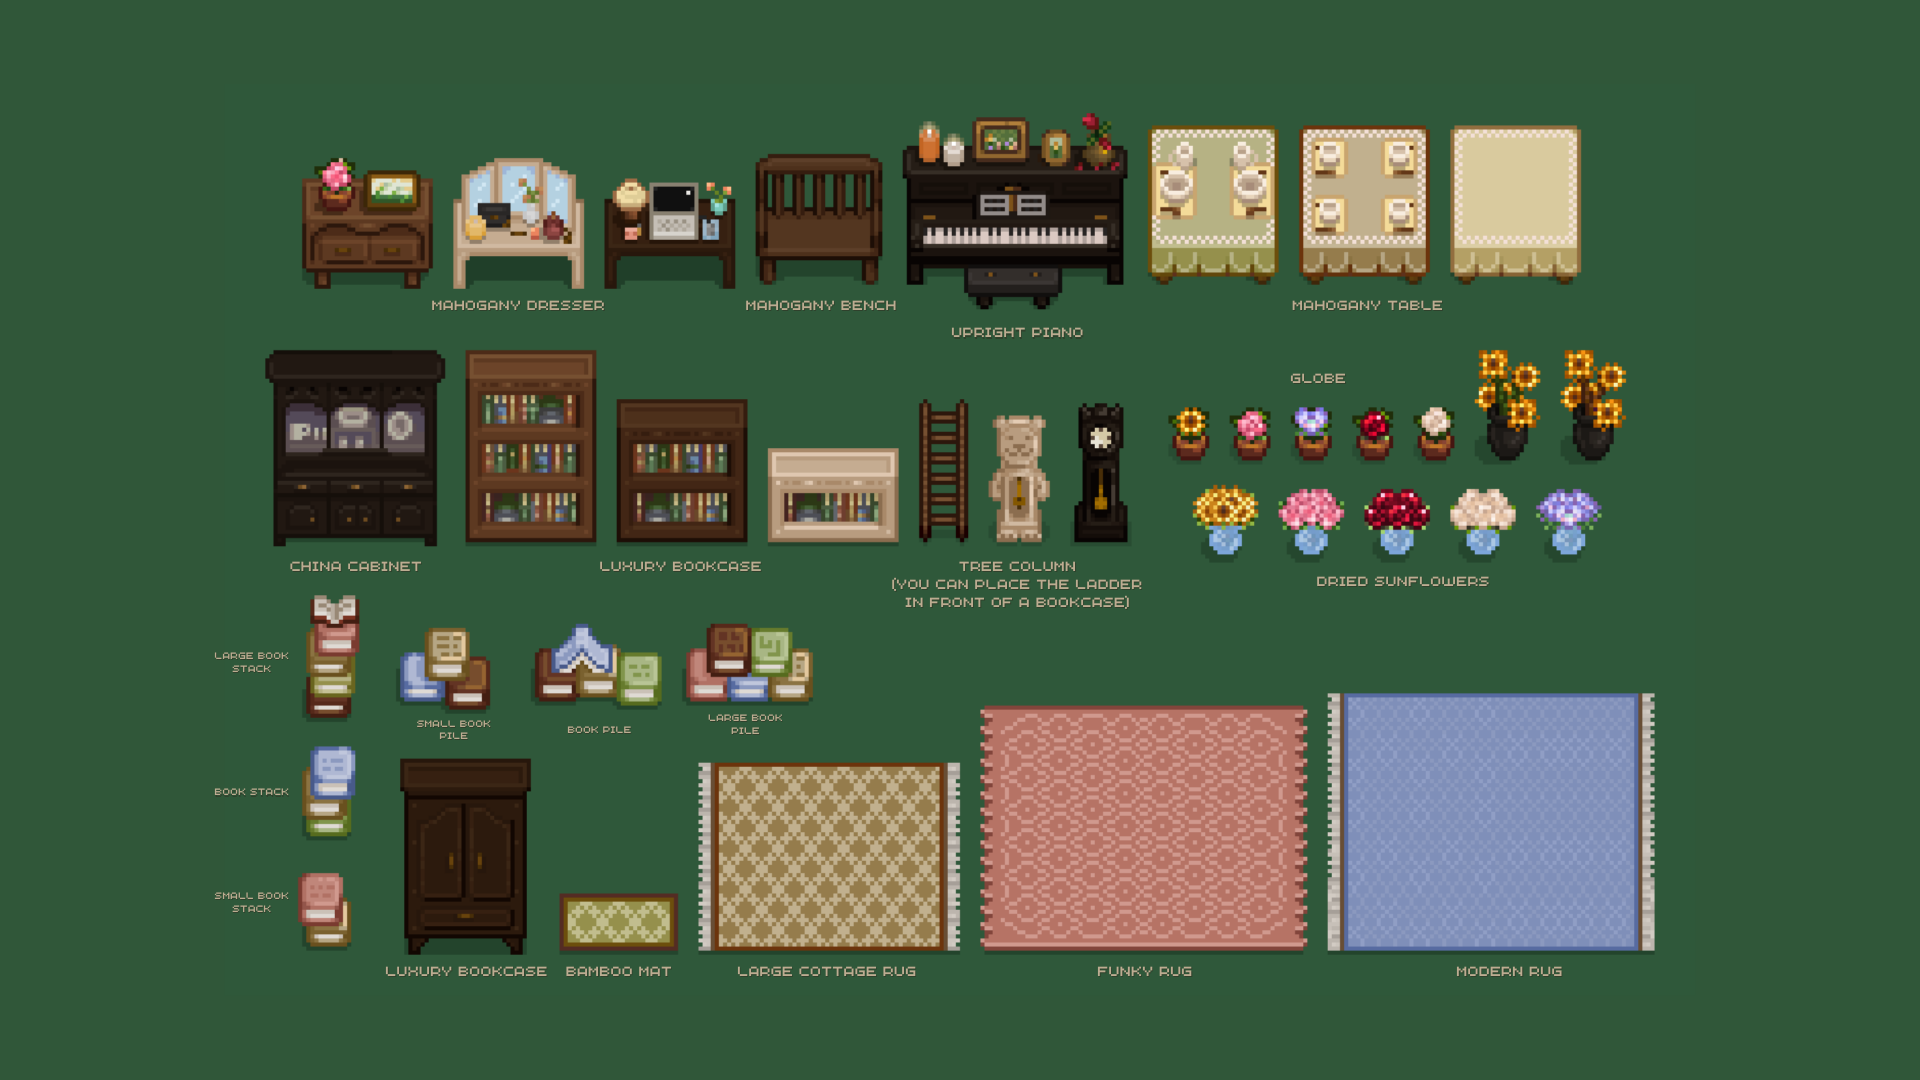 MAHOGANY DRESSER
MAHOGANY BENCH
UPRIGHT PIANO
MAHOGANY TABLE
GLOBE
CHINA CABINET
LUXURY BOOKCASE
TREE COLUMN
(YOU CAN PLACE THE LADDER
IN FRONT OF A BOOKCASE)
DRIED SUNFLOWERS
LARGE BOOK
STACK
SMALL BOOK
PILE
BOOK PILE
LARGE BOOK
PILE
BOOK STACK
SMALL BOOK
STACK
LUXURY BOOKCASE
BAMBOO MAT
LARGE COTTAGE RUG
FUNKY RUG
MODERN RUG